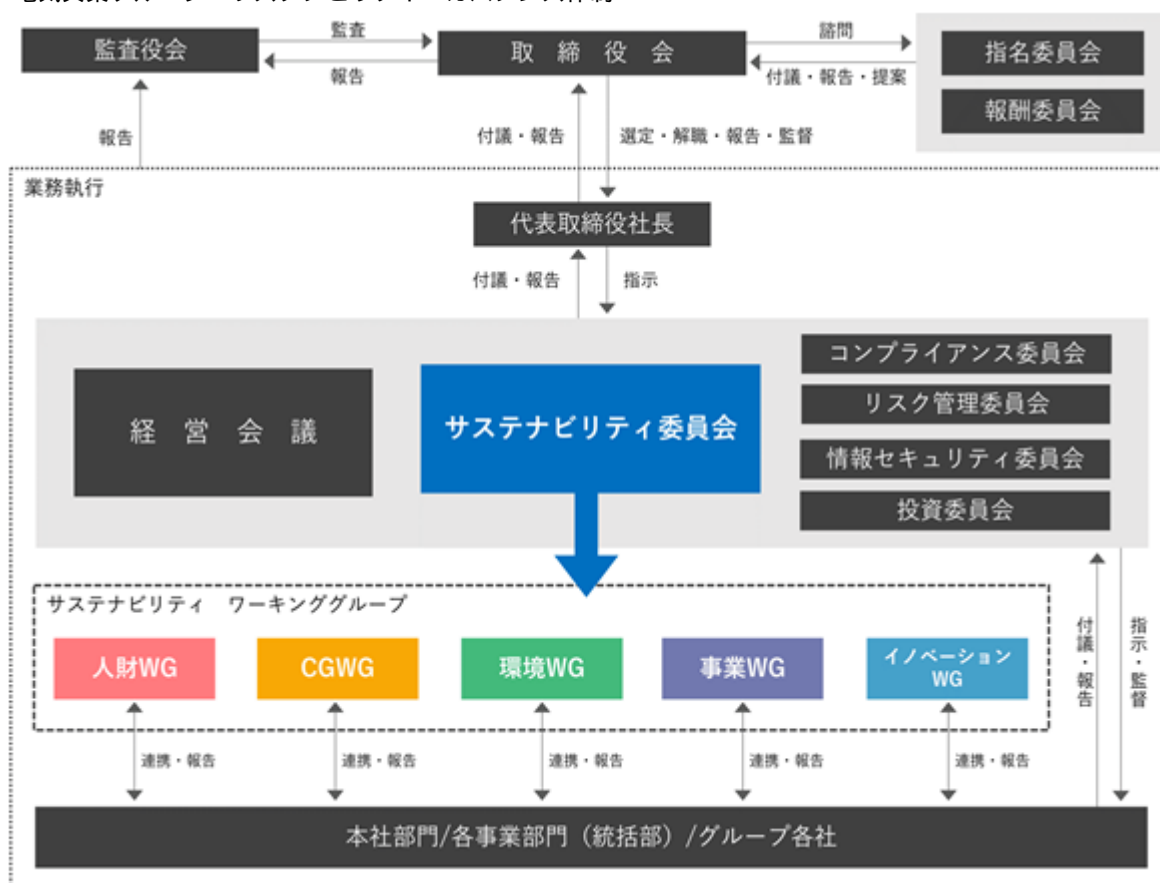 監査役会
監査
報告
取締役会
諮問
付議・報告・提案
指名委員会
報酬委員会
報告
付議・報告
選定・解職・報告・監督
業務執行
代表取締役社長
付議・報告
指示
経営会議
サステナビリティ委員会
コンプライアンス委員会
リスク管理委員会
情報セキュリティ委員会
投資委員会
サステナビリティ　ワーキンググループ
人財WG
CGWG
環境WG
事業WG
イノベーション
WG
付議・報告
指示・監督
連携・報告
連携・報告
連携・報告
連携・報告
連携・報告
本社部門/各事業部門（統括部）/グループ各社